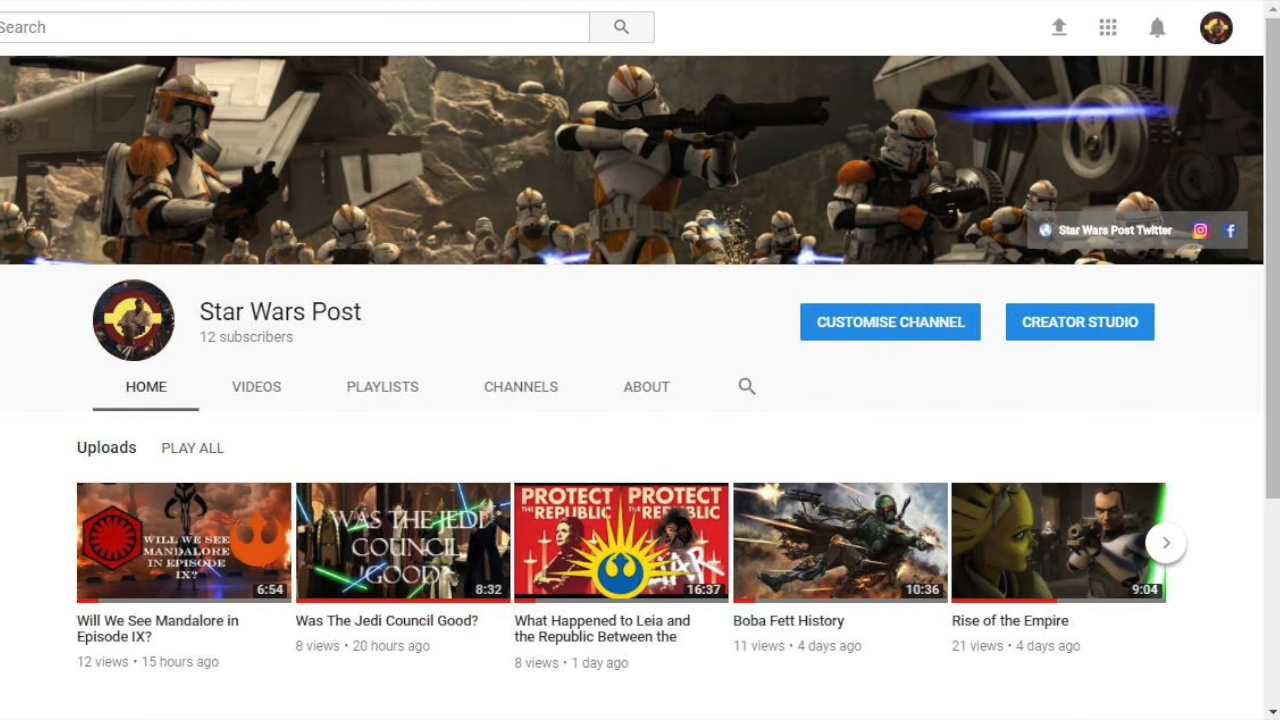 Search
Star Wars Post Twitter
Star Wars Post
12 subscribers
CUSTOMISE CHANNEL
CREATOR STUDIO
HOME
VIDEOS
PLAYLISTS
CHANNELS
ABOUT
Uploads
PLAY ALL
WILL WE SEE
MANDALORE
IN EPISODE
IX?
6:54
WAS THE JEDI
COUNCIL
GOOD?
8:32
PROTECT
THE REPUBLIC
PROTECT
16:37
10:36
9:04
Will We See Mandalore in
Episode IX?
12 views • 15 hours ago
Was The Jedi Council Good?
8 views • 20 hours ago
What Happened to Leia and
the Republic Between the
8 views • 1 day ago
Boba Fett History
11 views • 4 days ago
Rise of the Empire
21 views • 4 days ago